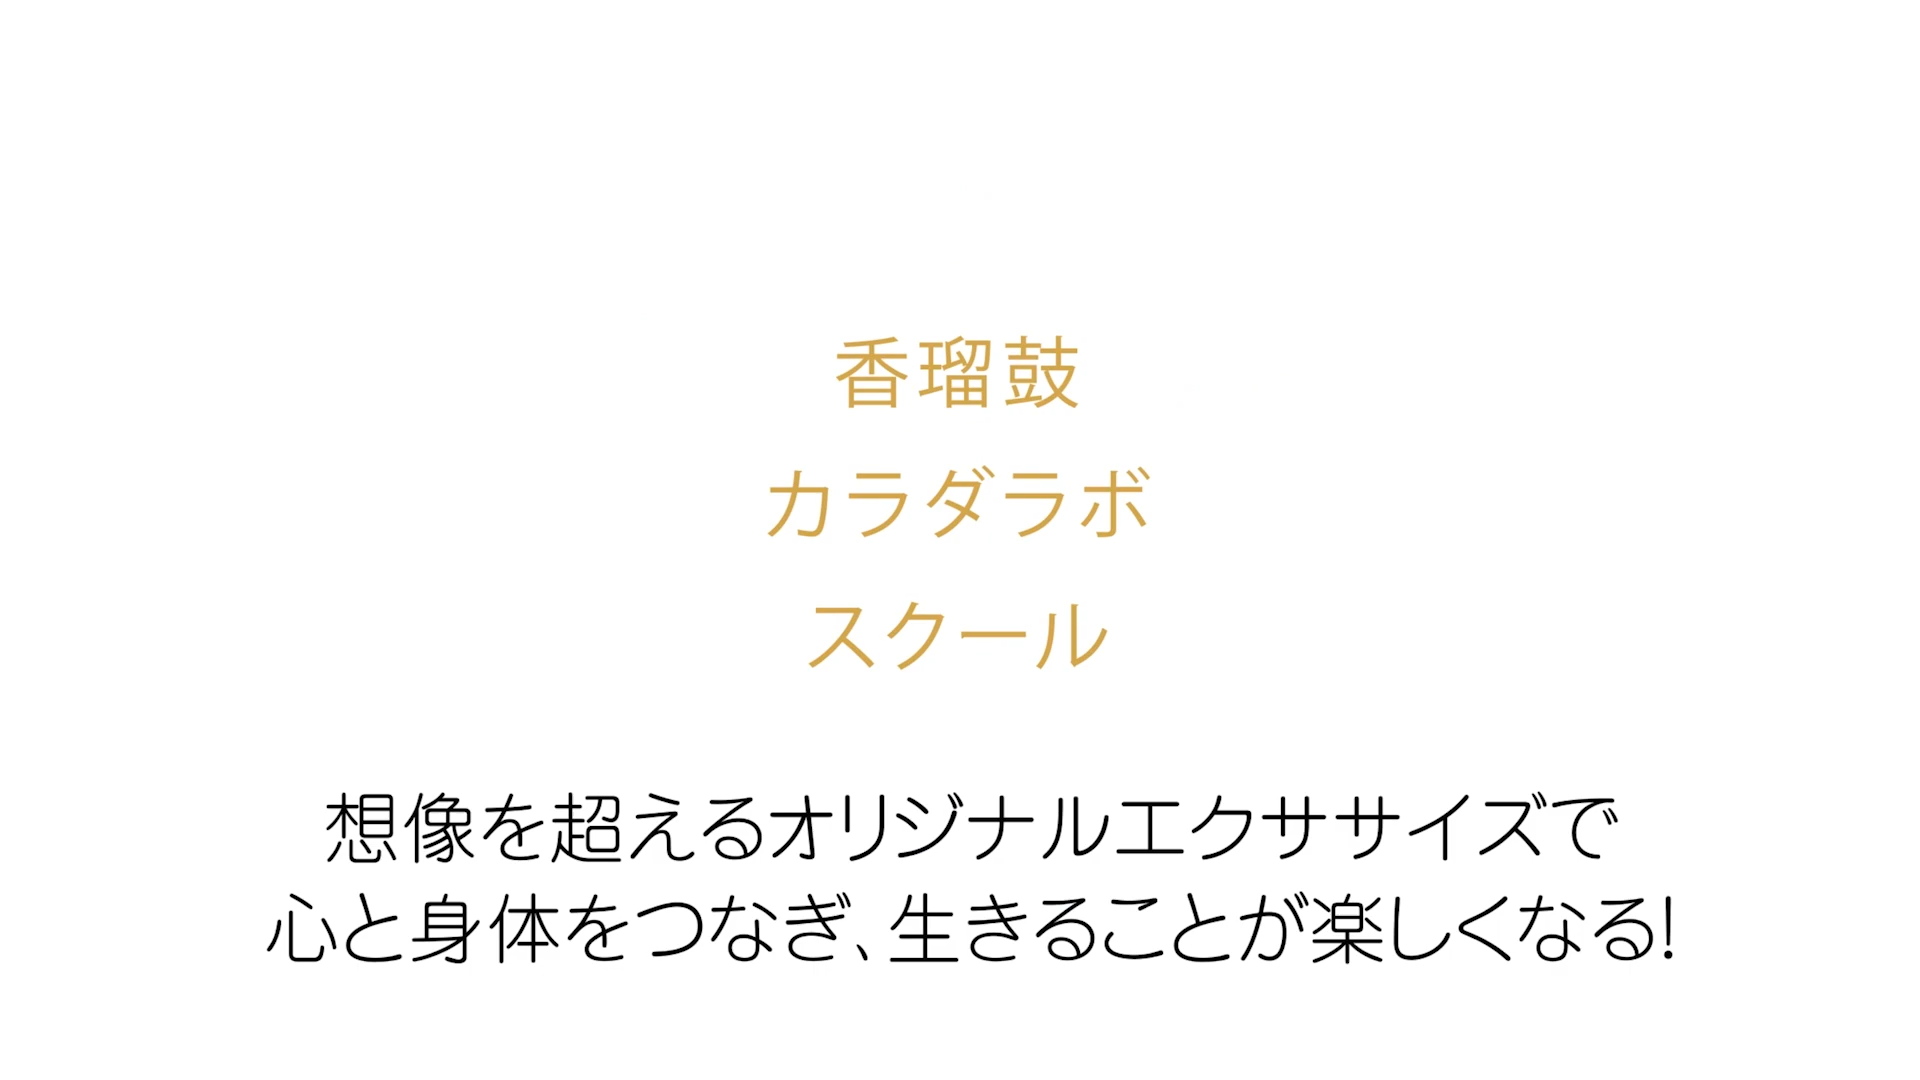 香瑠鼓
カラダラボ
スクール
想像を超えるオリジナルエクササイズで
心と身体をつなぎ、生きることが楽しくなる!